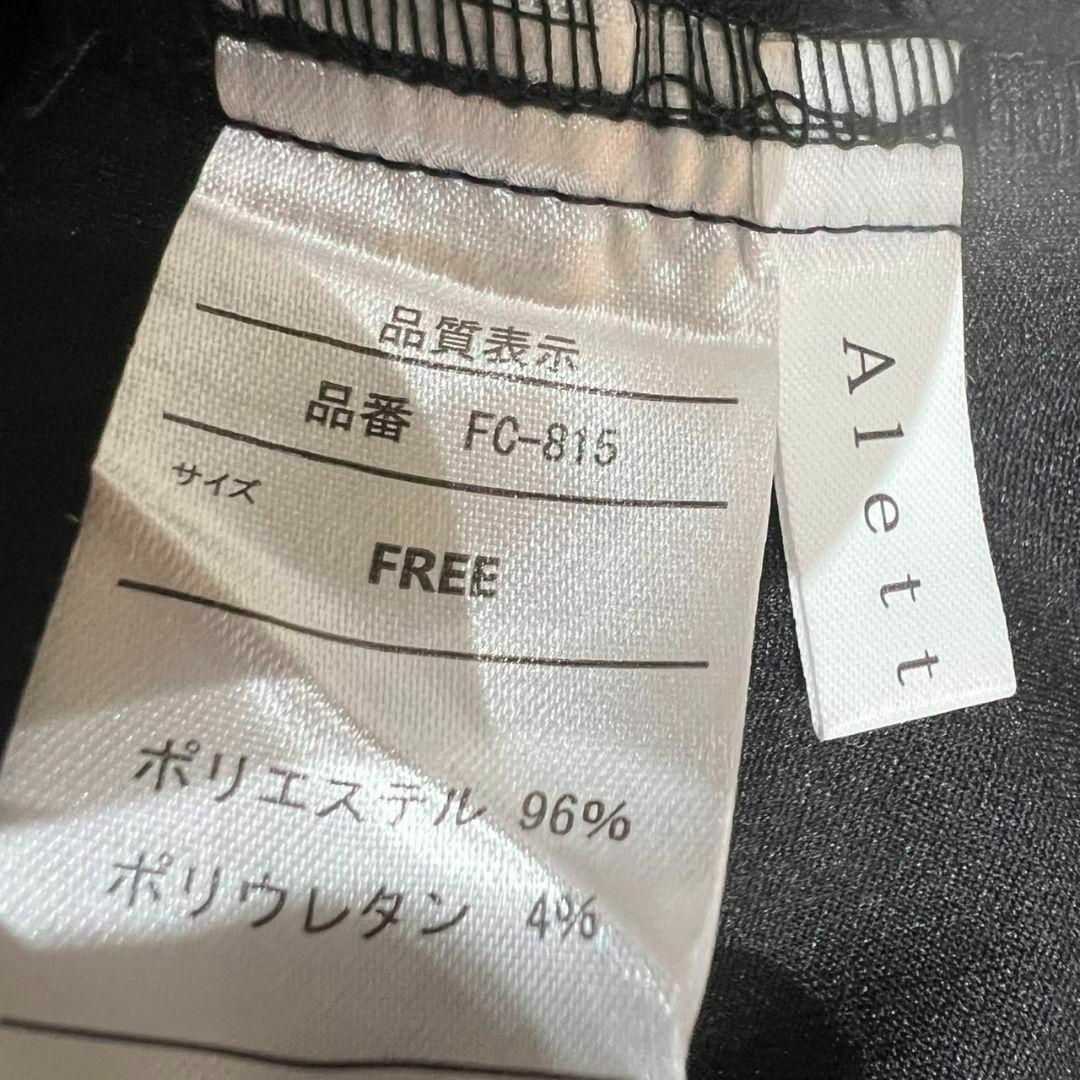 品質表示
品番 FC-815
サイズ
FREE
ポリエステル 96%
ポリウレタン 4%
Alett